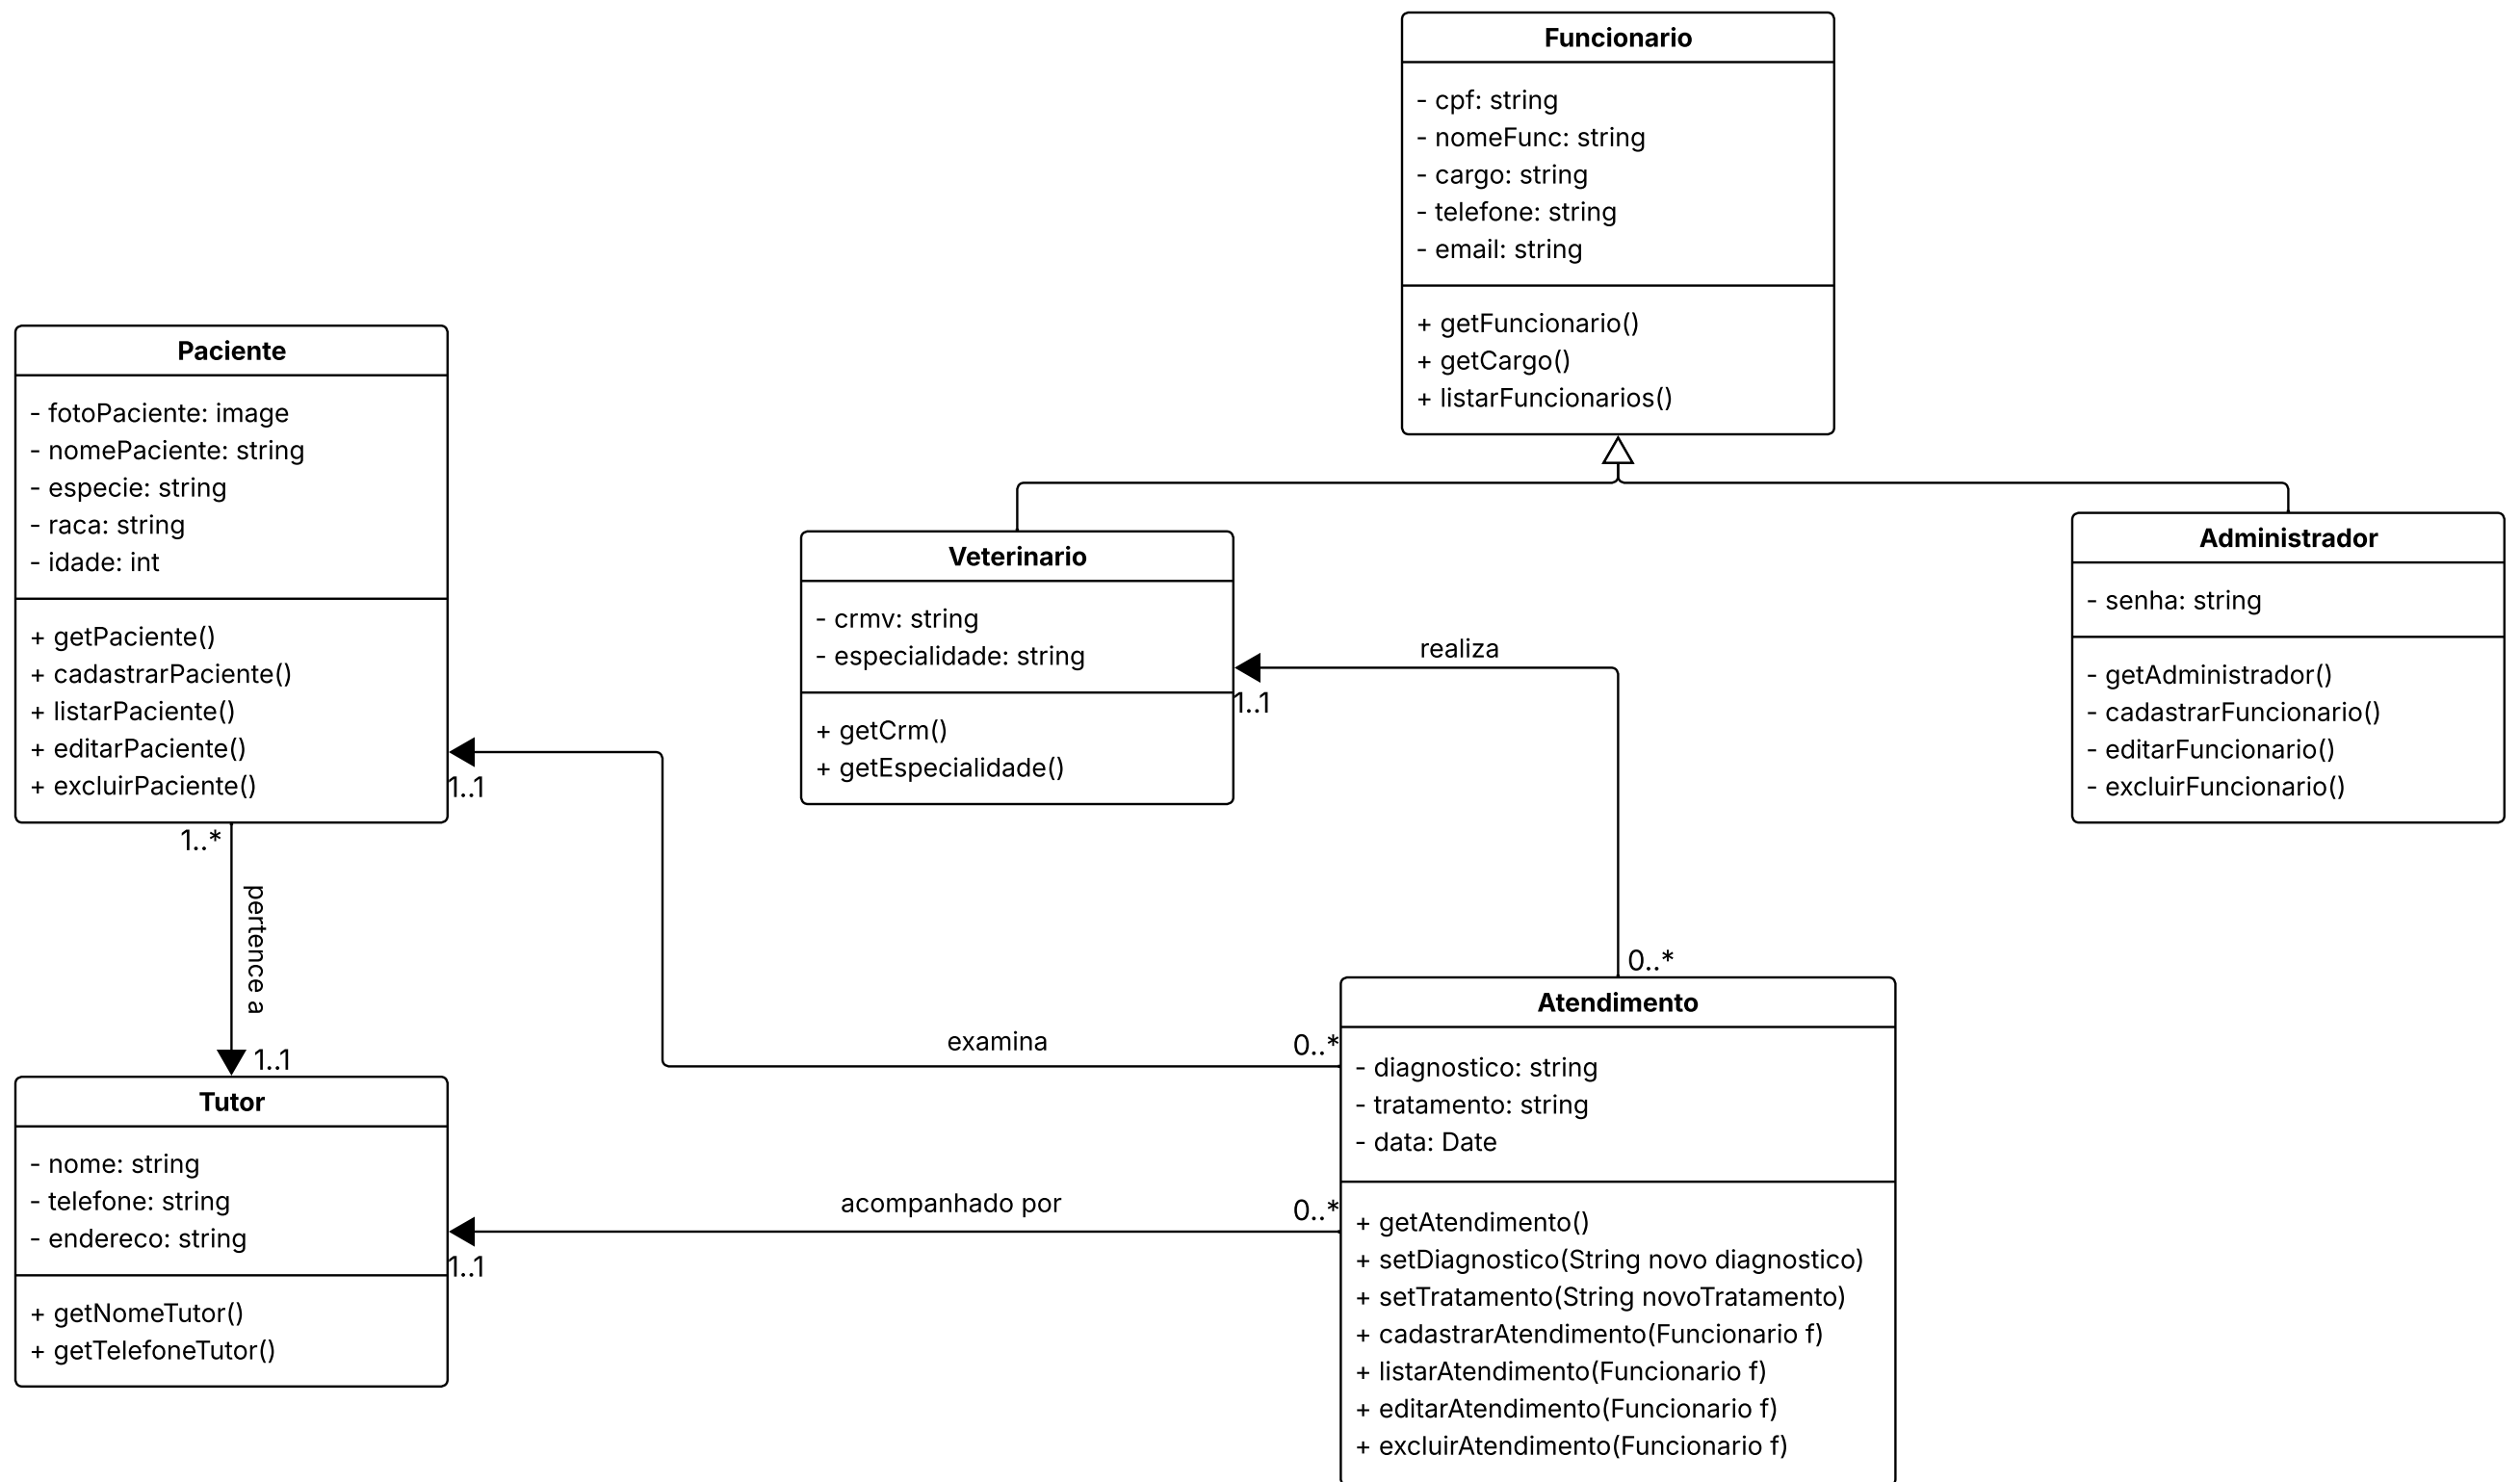 Funcionario
- cpf: string
- nomeFunc: string
- cargo: string
- telefone: string
- email: string
+ getFuncionario()
+ getCargo()
+ listarFuncionarios()
Paciente
- fotoPaciente: image
- nomePaciente: string
- especie: string
- raca: string
- idade: int
+ getPaciente()
+ cadastrarPaciente()
+ listarPaciente()
+ editarPaciente()
+ excluirPaciente()
Veterinario
- crmv: string
- especialidade: string
+ getCrm()
+ getEspecialidade()
Administrador
- senha: string
- getAdministrador()
- cadastrarFuncionario()
- editarFuncionario()
- excluirFuncionario()
realiza
1..1
0..*
1..1
examina
0..*
1..*
pertence a
1..1
Tutor
- nome: string
- telefone: string
- endereco: string
+ getNomeTutor()
+ getTelefoneTutor()
acompanhado por
0..*
1..1
Atendimento
- diagnostico: string
- tratamento: string
- data: Date
+ getAtendimento()
+ setDiagnostico(String novo diagnostico)
+ setTratamento(String novoTratamento)
+ cadastrarAtendimento(Funcionario f)
+ listarAtendimento(Funcionario f)
+ editarAtendimento(Funcionario f)
+ excluirAtendimento(Funcionario f)